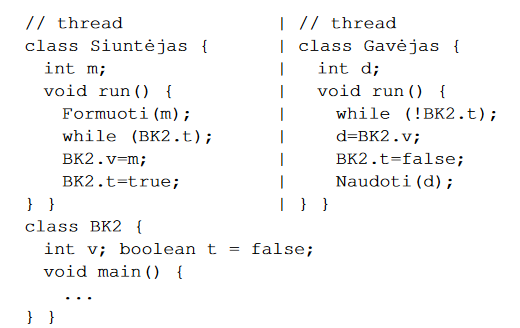 // thread | // thread
class Siuntėjas { | class Gavėjas {
int m; | int d;
void run() { | void run() {
Formuoti(m); | while (!BK2.t);
while (BK2.t); | d=BK2.v;
BK2.v=m; | BK2.t=false;
BK2.t=true; | Naudoti(d);
} } | } }
class BK2 {
int v; boolean t = false;
void main() {
...
} }